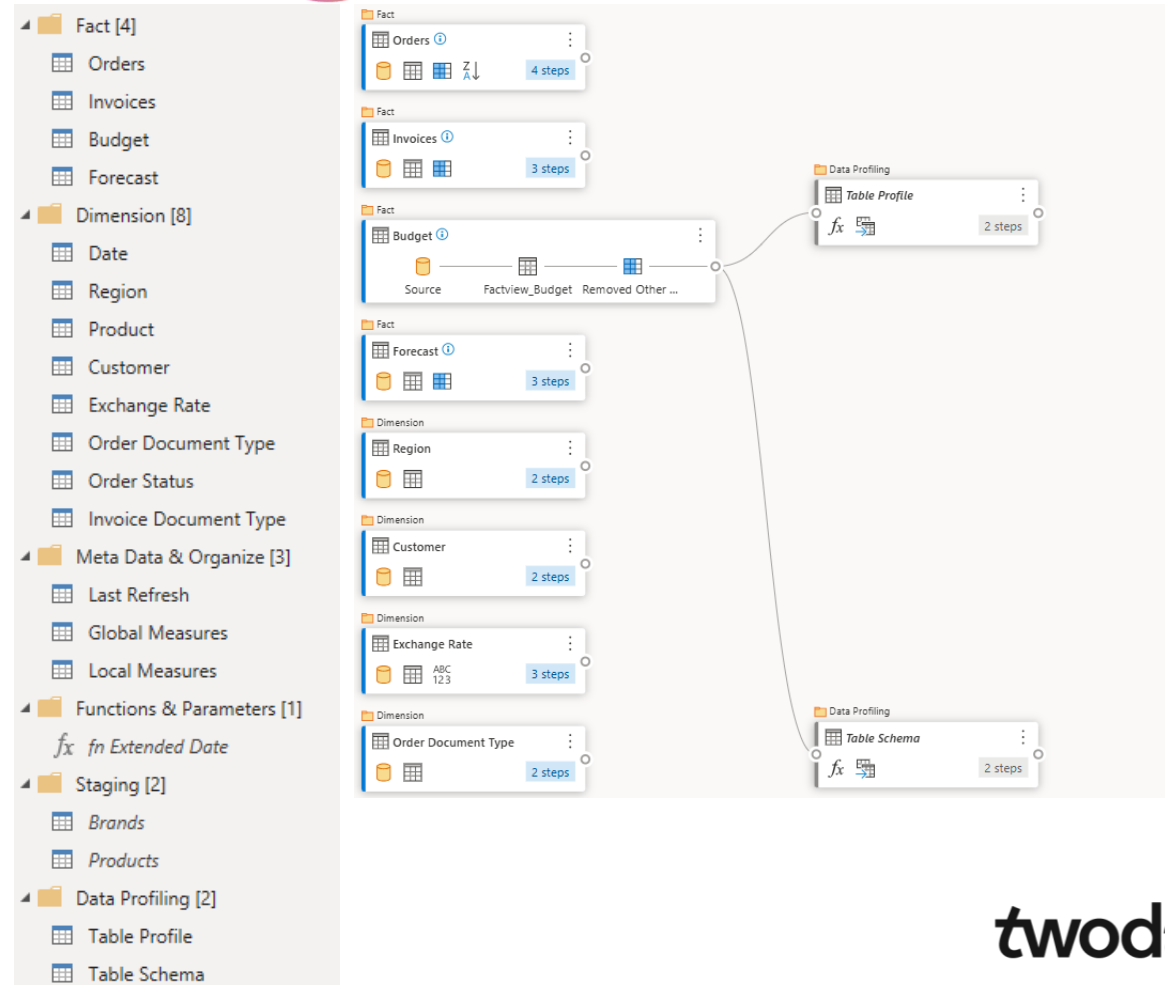 Fact [4]
Orders
Invoices
Budget
Forecast
Dimension [8]
Date
Region
Product
Customer
Exchange Rate
Order Document Type
Order Status
Invoice Document Type
Meta Data & Organize [3]
Last Refresh
Global Measures
Local Measures
Functions & Parameters [1]
fx fn Extended Date
Staging [2]
Brands
Products
Data Profiling [2]
Table Profile
Table Schema
Fact
Orders
Z
A
4 steps
Fact
Invoices
3 steps
Fact
Budget
Source Factview_Budget Removed Other ...
Fact
Forecast
3 steps
Dimension
Region
2 steps
Dimension
Customer
2 steps
Dimension
Exchange Rate
ABC
123
3 steps
Dimension
Order Document Type
2 steps
Data Profiling
Table Profile
fx 2 steps
Data Profiling
Table Schema
fx 2 steps
twod